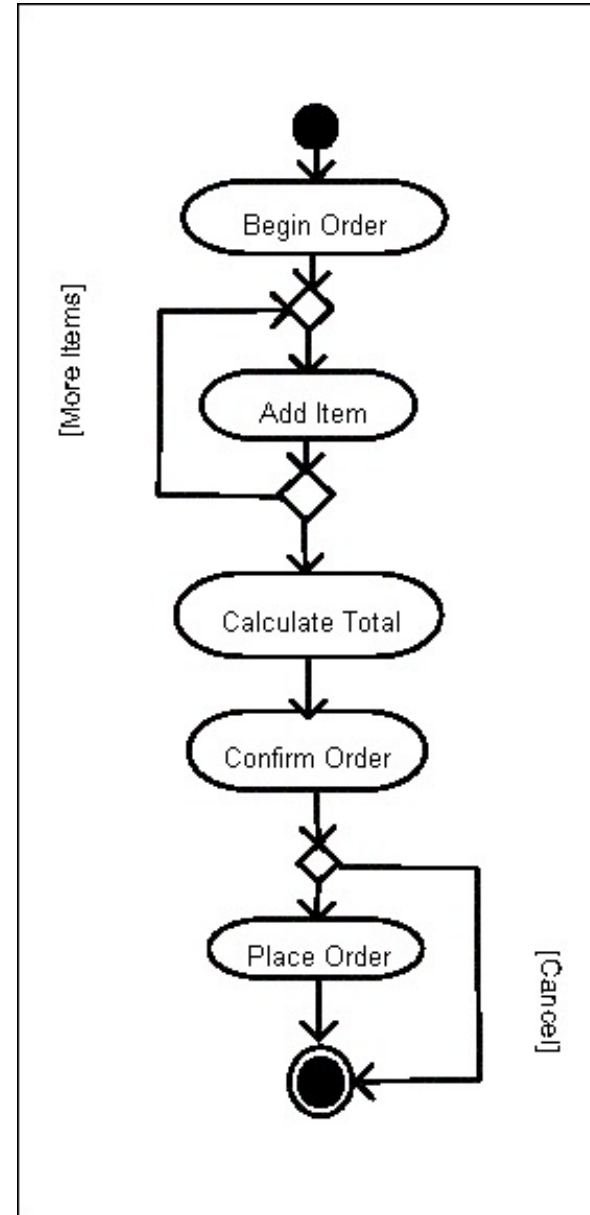 Begin Order
[More Items]
Add Item
Calculate Total
Confirm Order
Place Order
[Cancel]